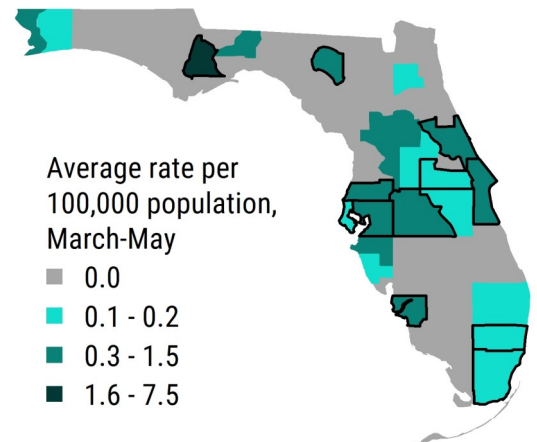 Average rate per
100,000 population,
March-May
0.0
0.1 - 0.2
0.3 - 1.5
1.6 - 7.5